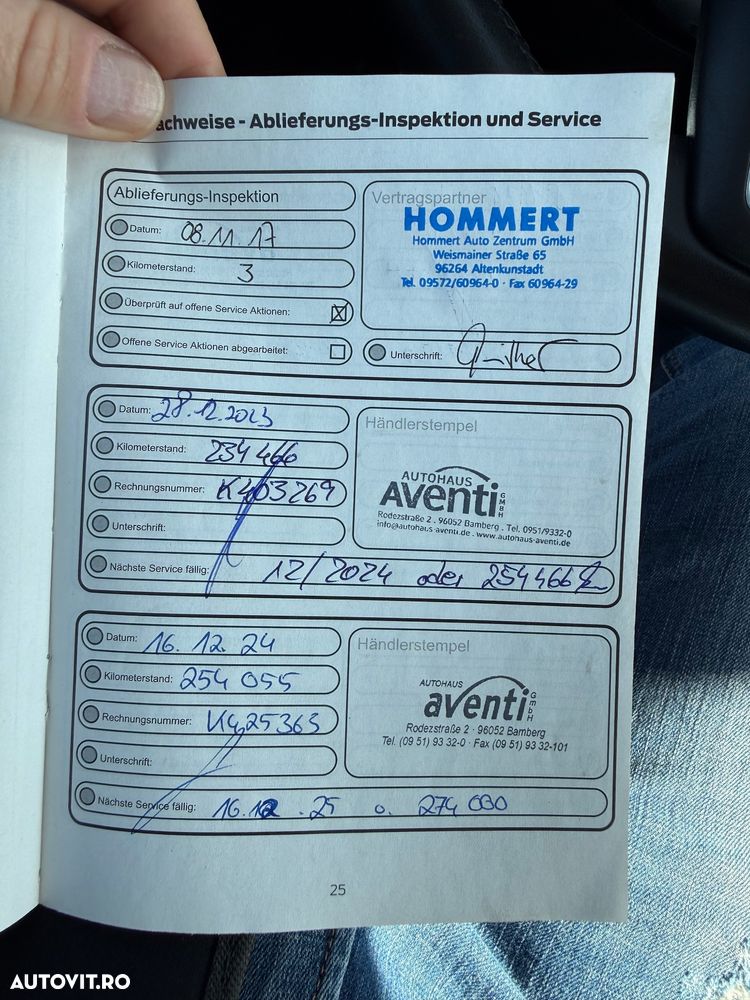 achweise - Ablieferungs-Inspektion und Service
Ablieferungs-Inspektion
Datum: 08.11.17
Kilometerstand: 3
Überprüft auf offene Service Aktionen: X
Offene Service Aktionen abgearbeitet:
Vertragspartner
HOMMERT
Hommert Auto Zentrum GmbH
Weismainer Straße 65
96264 Altenkunstadt
Tel. 09572/60964-0 · Fax 60964-29
Unterschrift:
Datum: 28.12.2023
Kilometerstand: 234 466
Rechnungsnummer: K403269
Unterschrift:
Nächste Service fällig: 12/2024 oder 254466
Händlerstempel
AUTOHAUS
AVENTI GMBH
Rodezstraße 2 . 96052 Bamberg . Tel. 0951/9332-0
info@autohaus-aventi.de . www.autohaus-aventi.de
Datum: 16.12.24
Kilometerstand: 254 055
Rechnungsnummer: K425363
Unterschrift:
Nächste Service fällig: 16.12.25 o. 274 000
Händlerstempel
AUTOHAUS
aventi GmbH
Rodezstraße 2 · 96052 Bamberg
Tel. (09 51) 93 32-0 · Fax (09 51) 93 32-101
25
AUTOVIT.RO